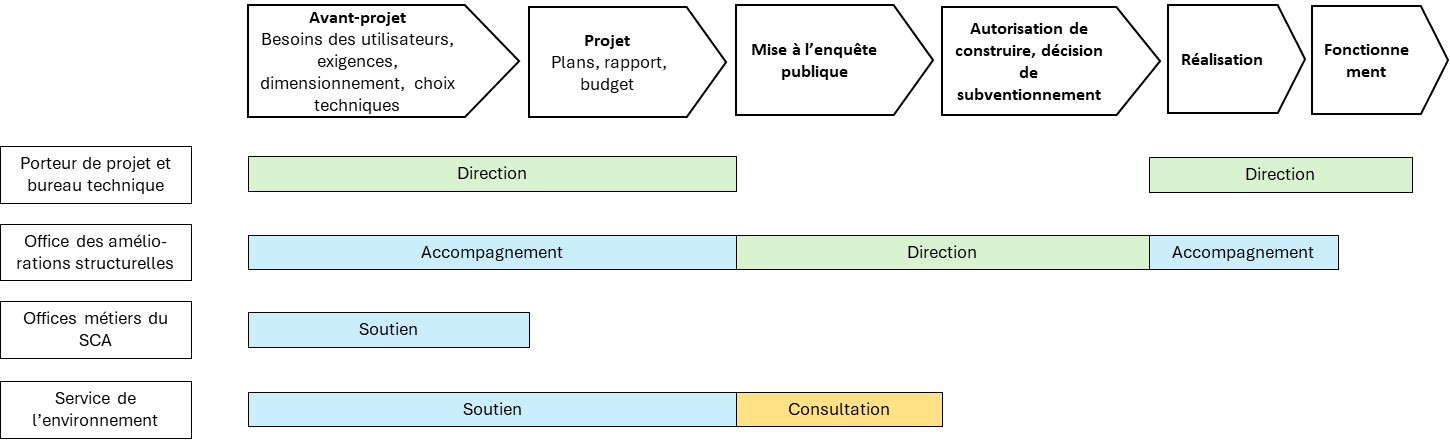 Avant-projet
Besoins des utilisateurs,
exigences,
dimensionnement, choix
techniques
Projet
Plans, rapport,
budget
Mise à l'enquête
publique
Autorisation de
construire, décision
de
subventionnement
Réalisation
Fonctionne
ment
Porteur de projet et
bureau technique
Direction
Direction
Office des amélio-
rations structurelles
Accompagnement
Direction
Accompagnement
Offices métiers du
SCA
Soutien
Service de
l'environnement
Soutien
Consultation